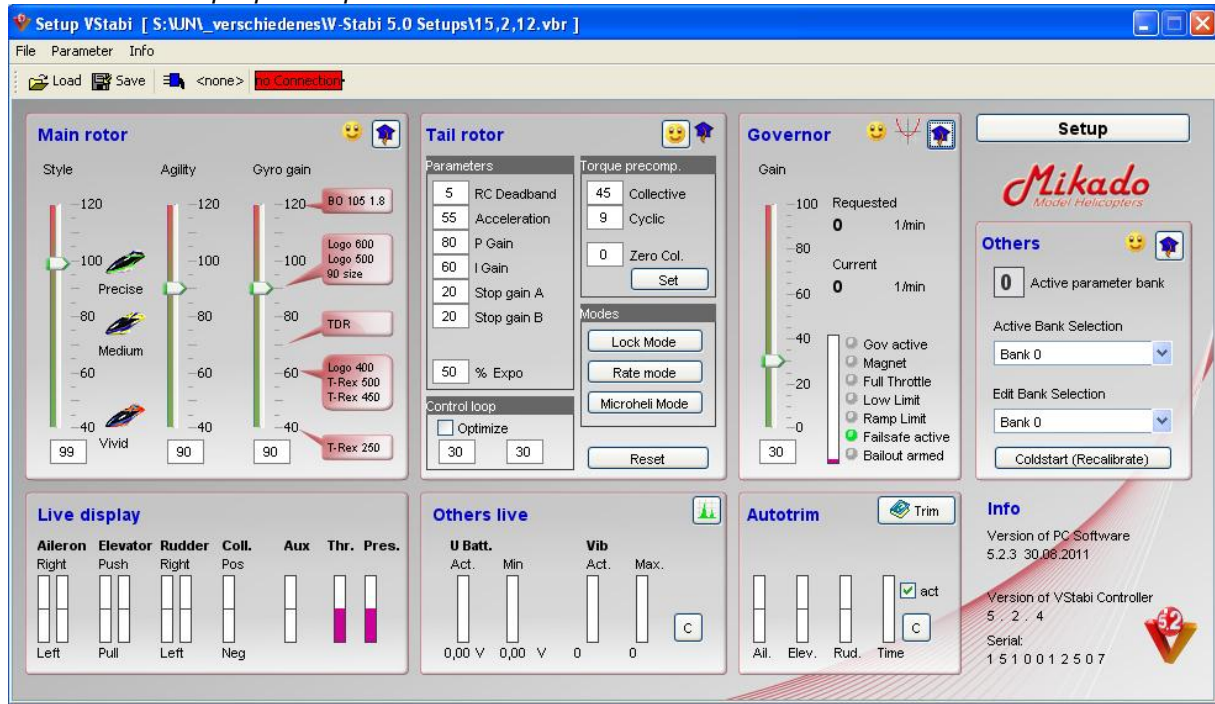 Setup VStabi [ S:\UN\_verschiedenes\V-Stabi 5.0 Setups\15,2,12.vbr ]
File Parameter Info
Load Save <none> no Connection
Main rotor
Style Agility Gyro gain
120 120 120
100 100 100
Precise
80 80 80
Medium
60 60 60
40 40 40
Vivid
99 90 90
BO 105 1.8
Logo 600
Logo 500
90 size
TDR
Logo 400
T-Rex 500
T-Rex 450
T-Rex 250
Tail rotor
Parameters
5 RC Deadband
55 Acceleration
80 P Gain
60 I Gain
20 Stop gain A
20 Stop gain B
50 % Expo
Control loop
Optimize
30 30
Torque precomp.
45 Collective
9 Cyclic
0 Zero Col.
Set
Modes
Lock Mode
Rate mode
Microheli Mode
Reset
Governor
Gain
100
80
60
40
20
0
30
Requested
0 1/min
Current
0 1/min
Gov active
Magnet
Full Throttle
Low Limit
Ramp Limit
Failsafe active
Bailout armed
Setup
Mikado
Model Helicopters
Others
0 Active parameter bank
Active Bank Selection
Bank 0
Edit Bank Selection
Bank 0
Coldstart (Recalibrate)
Live display
Aileron Elevator Rudder Coll. Aux Thr. Pres.
Right Push Right Pos
Left Pull Left Neg
Others live
U Batt. Vib
Act. Min Act. Max.
C
0,00 V 0,00 V 0 0
Autotrim
Trim
act
C
Ail. Elev. Rud. Time
Info
Version of PC Software
5.2.3 30.08.2011
Version of VStabi Controller
5 . 2 . 4
Serial:
1 5 1 0 0 1 2 5 0 7
5.2